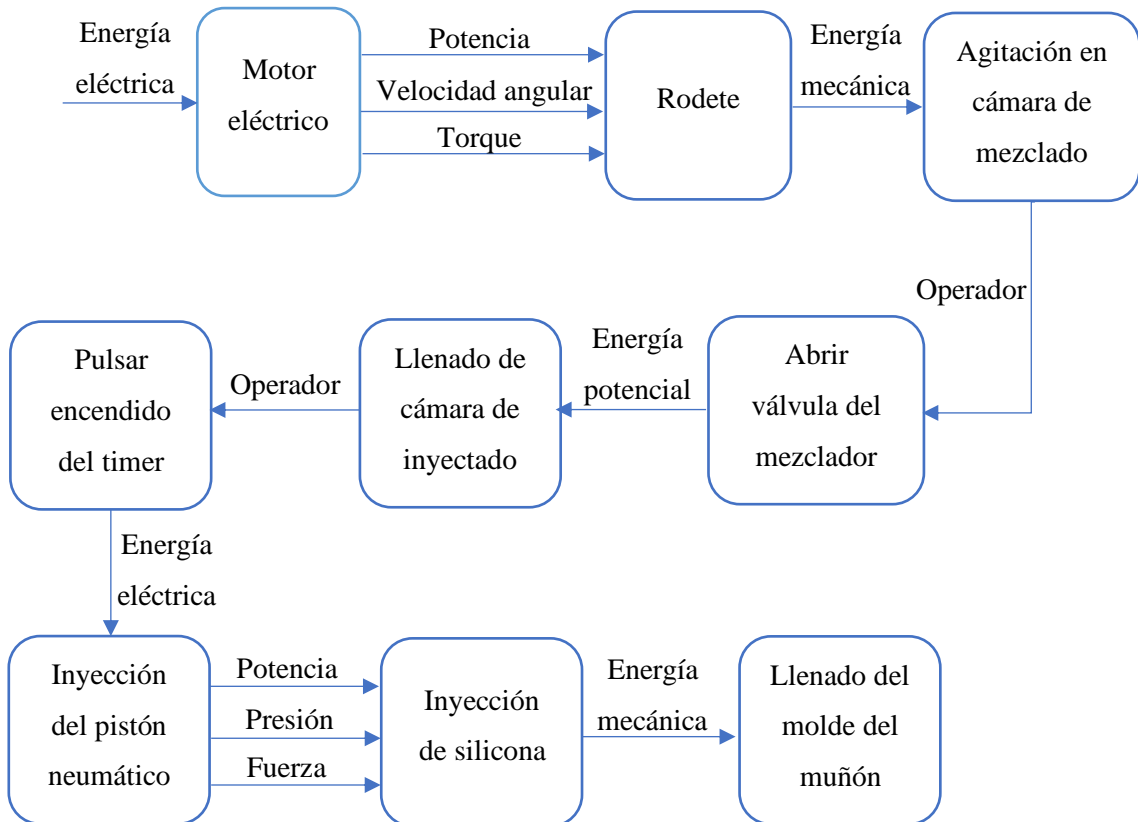 Energía
eléctrica
Motor
eléctrico
Potencia
Velocidad angular
Torque
Rodete
Energía
mecánica
Agitación en
cámara de
mezclado
Operador
Abrir
válvula del
mezclador
Energía
potencial
Llenado de
cámara de
inyectado
Operador
Pulsar
encendido
del timer
Energía
eléctrica
Inyección
del pistón
neumático
Potencia
Presión
Fuerza
Inyección
de silicona
Energía
mecánica
Llenado del
molde del
muñón